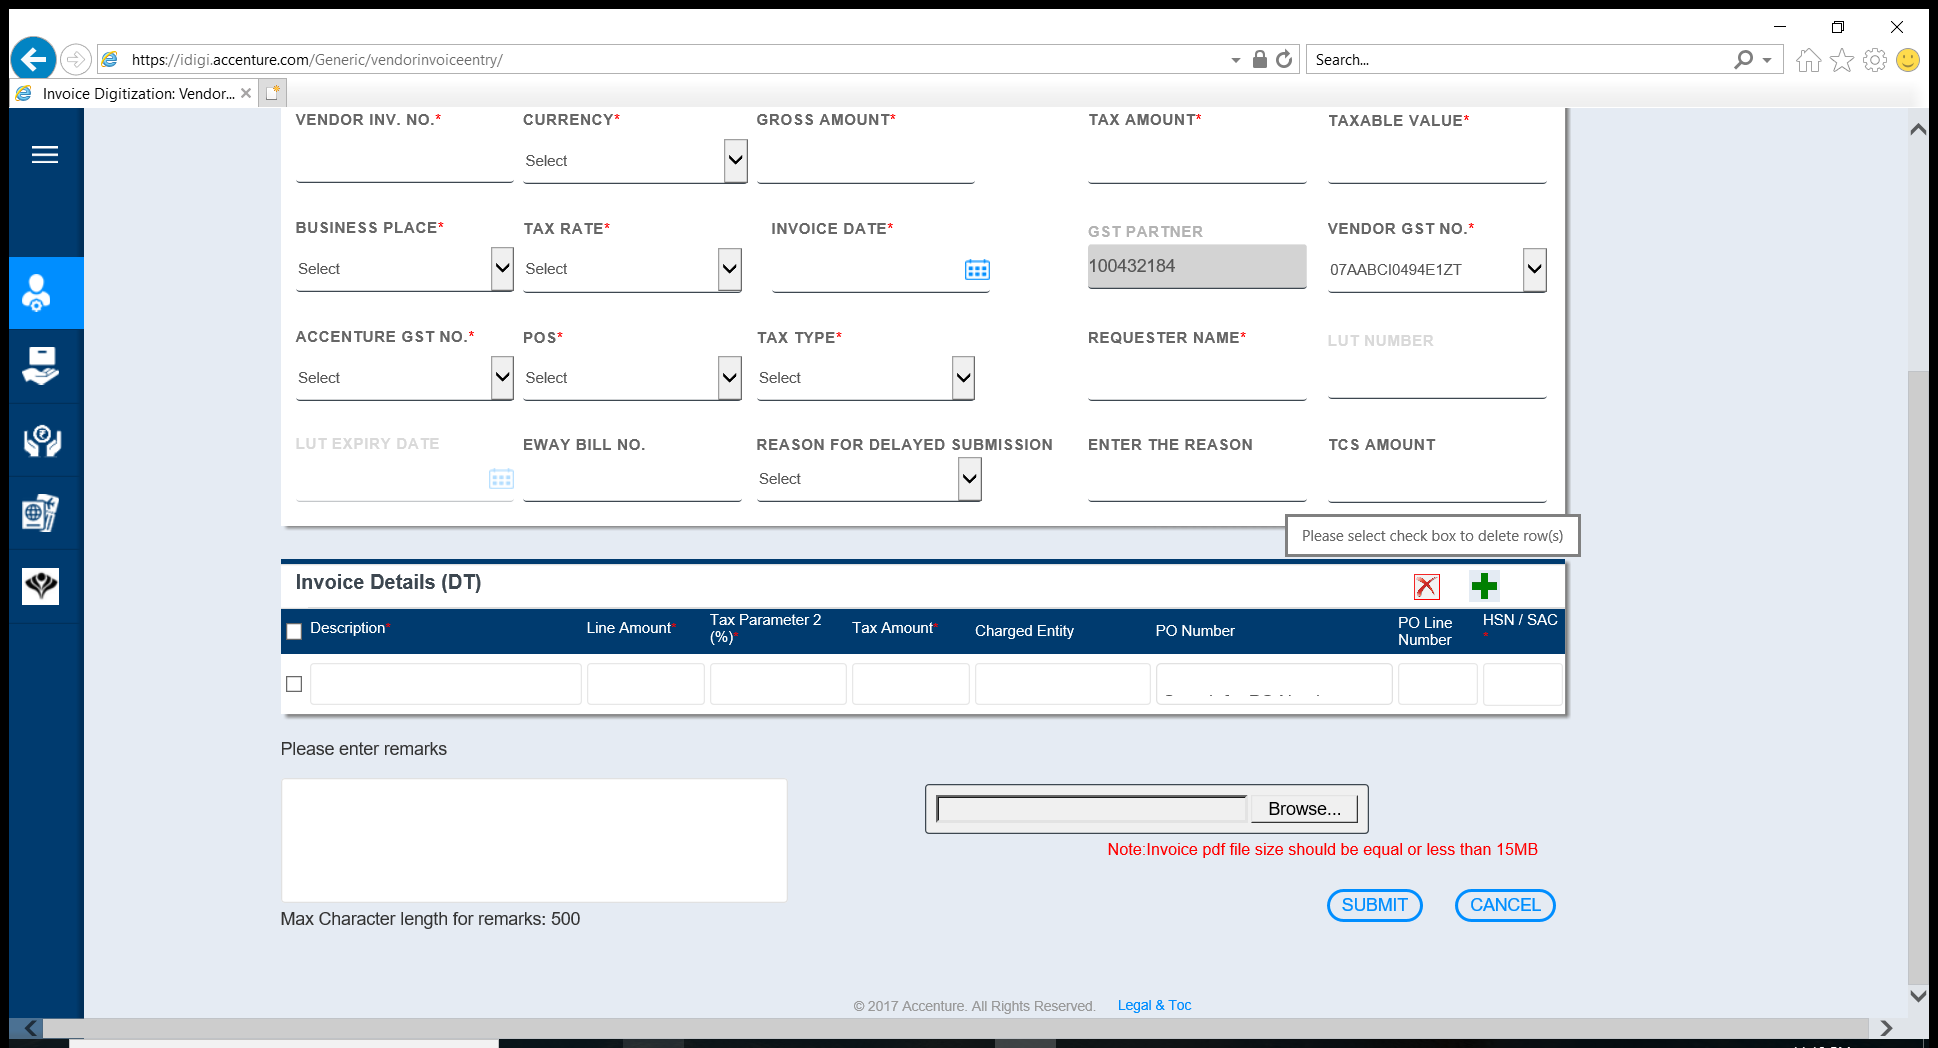 https://idigi.accenture.com/Generic/vendorinvoiceentry/
Search...
Invoice Digitization: Vendor...
VENDOR INV. NO.* CURRENCY* GROSS AMOUNT* TAX AMOUNT* TAXABLE VALUE*
Select
BUSINESS PLACE* TAX RATE* INVOICE DATE* GST PARTNER VENDOR GST NO.*
Select Select 100432184 07AABCI0494E1ZT
ACCENTURE GST NO.* POS* TAX TYPE* REQUESTER NAME* LUT NUMBER
Select Select Select
LUT EXPIRY DATE EWAY BILL NO. REASON FOR DELAYED SUBMISSION ENTER THE REASON TCS AMOUNT
Select
Please select check box to delete row(s)
Invoice Details (DT)
Description* Line Amount* Tax Parameter 2 (%)* Tax Amount* Charged Entity PO Number PO Line Number HSN / SAC *
Please enter remarks
Browse...
Note:Invoice pdf file size should be equal or less than 15MB
SUBMIT CANCEL
Max Character length for remarks: 500
© 2017 Accenture. All Rights Reserved. Legal & Toc